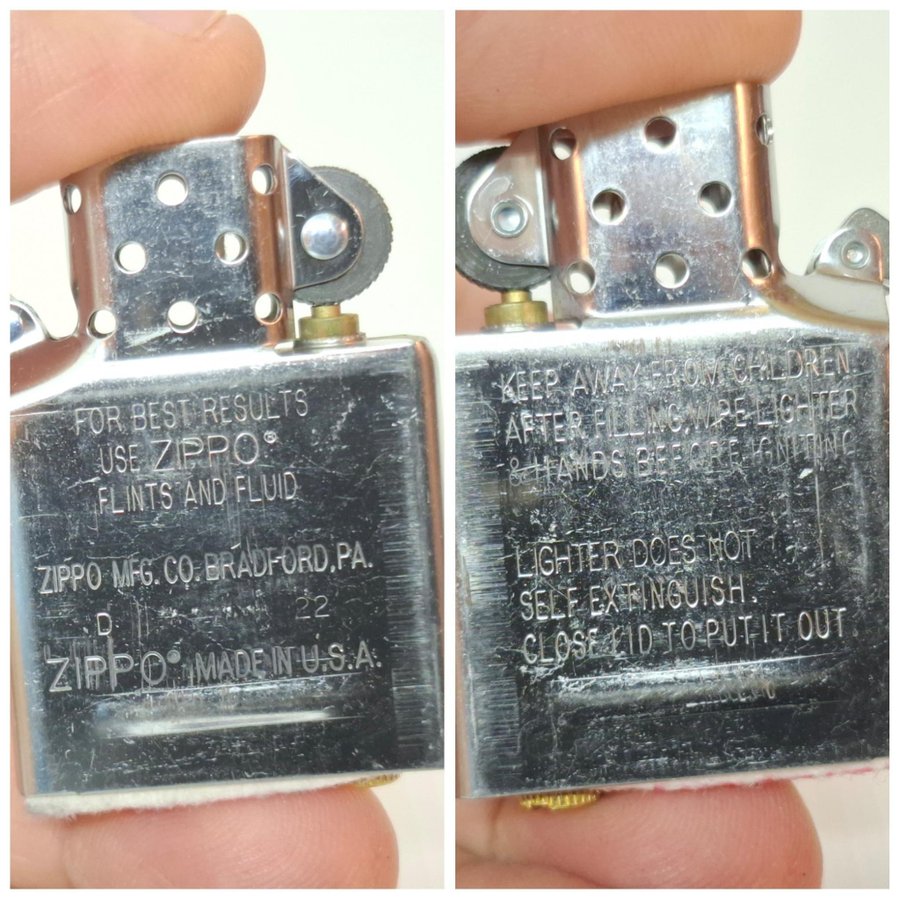 FOR BEST RESULTS
USE ZIPPO®
FLINTS AND FLUID
ZIPPO MFG. CO. BRADFORD, PA.
D 22
ZIPPO® MADE IN U.S.A.
KEEP AWAY FROM CHILDREN.
AFTER FILLING WIPE LIGHTER
& HANDS BEFORE IGNITING
LIGHTER DOES NOT
SELF EXTINGUISH.
CLOSE LID TO PUT IT OUT.